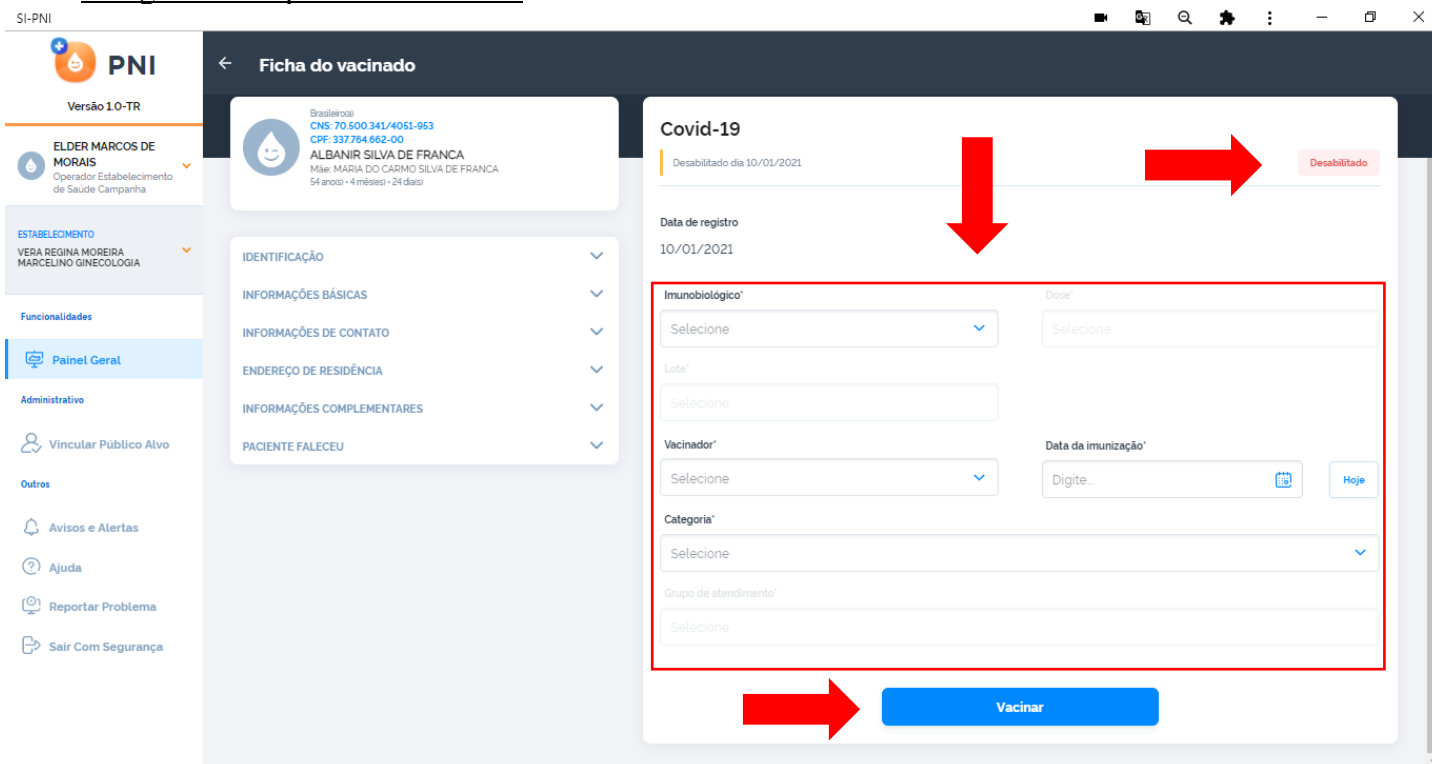 SI-PNI
PNI
Versão 1.0-TR
ELDER MARCOS DE
MORAIS
Operador Estabelecimento
de Saúde Campanha
ESTABELECIMENTO
VERA REGINA MOREIRA
MARCELINO GINECOLOGIA
Funcionalidades
Painel Geral
Administrativo
Vincular Público Alvo
Outros
Avisos e Alertas
Ajuda
Reportar Problema
Sair Com Segurança
Ficha do vacinado
Brasileiro(a)
CNS: 70.500.341/4051-953
CPF: 337.764.662-00
ALBANIR SILVA DE FRANCA
Mãe: MARIA DO CARMO SILVA DE FRANCA
54 ano(s) • 4 mês(es) • 24 dia(s)
IDENTIFICAÇÃO
INFORMAÇÕES BÁSICAS
INFORMAÇÕES DE CONTATO
ENDEREÇO DE RESIDÊNCIA
INFORMAÇÕES COMPLEMENTARES
PACIENTE FALECEU
Covid-19
Desabilitado dia 10/01/2021
Desabilitado
Data de registro
10/01/2021
Imunobiológico*
Dose*
Selecione
Selecione
Lote*
Selecione
Vacinador*
Data da imunização*
Selecione
Digite...
Hoje
Categoria*
Selecione
Grupo de atendimento*
Selecione
Vacinar